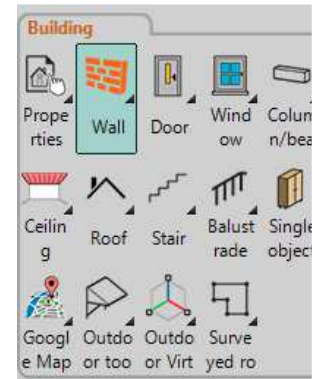 Building
Prope
rties
Wall
Door
Wind
ow
Colum
n/bea
Ceilin
g
Roof
Stair
Balust
rade
Single
object
Googl
e Map
Outdo
or too
Outdo
or Virt
Surve
yed ro